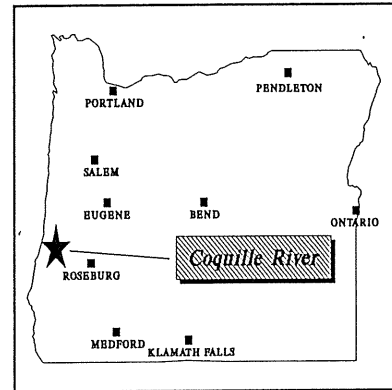 PENDLETON
PORTLAND
SALEM
EUGENE
BEND
ONTARIO
Coquille River
ROSEBURG
MEDFORD
KLAMATH FALLS